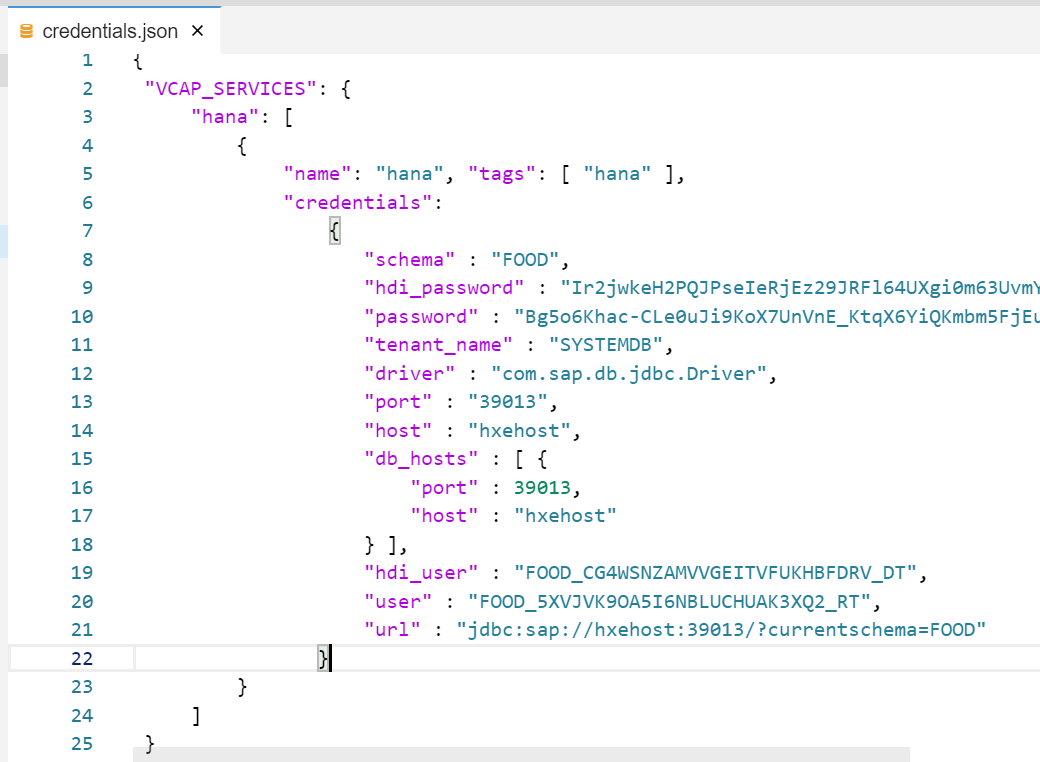 credentials.json ×
1 {
2 "VCAP_SERVICES": {
3 "hana": [
4 {
5 "name": "hana", "tags": [ "hana" ],
6 "credentials":
7 {
8 "schema" : "FOOD",
9 "hdi_password" : "Ir2jwkeH2PQJPseIeRjEz29JRFl64UXgi0m63UvmY
10 "password" : "Bg5o6Khac-CLe0uJi9KoX7UnVnE_KtqX6YiQKmbm5FjEu
11 "tenant_name" : "SYSTEMDB",
12 "driver" : "com.sap.db.jdbc.Driver",
13 "port" : "39013",
14 "host" : "hxehost",
15 "db_hosts" : [ {
16 "port" : 39013,
17 "host" : "hxehost"
18 } ],
19 "hdi_user" : "FOOD_CG4WSNZAMVVGEITVFUKHBFDRV_DT",
20 "user" : "FOOD_5XVJVK9OA5I6NBLUCHUAK3XQ2_RT",
21 "url" : "jdbc:sap://hxehost:39013/?currentschema=FOOD"
22 }
23 }
24 ]
25 }